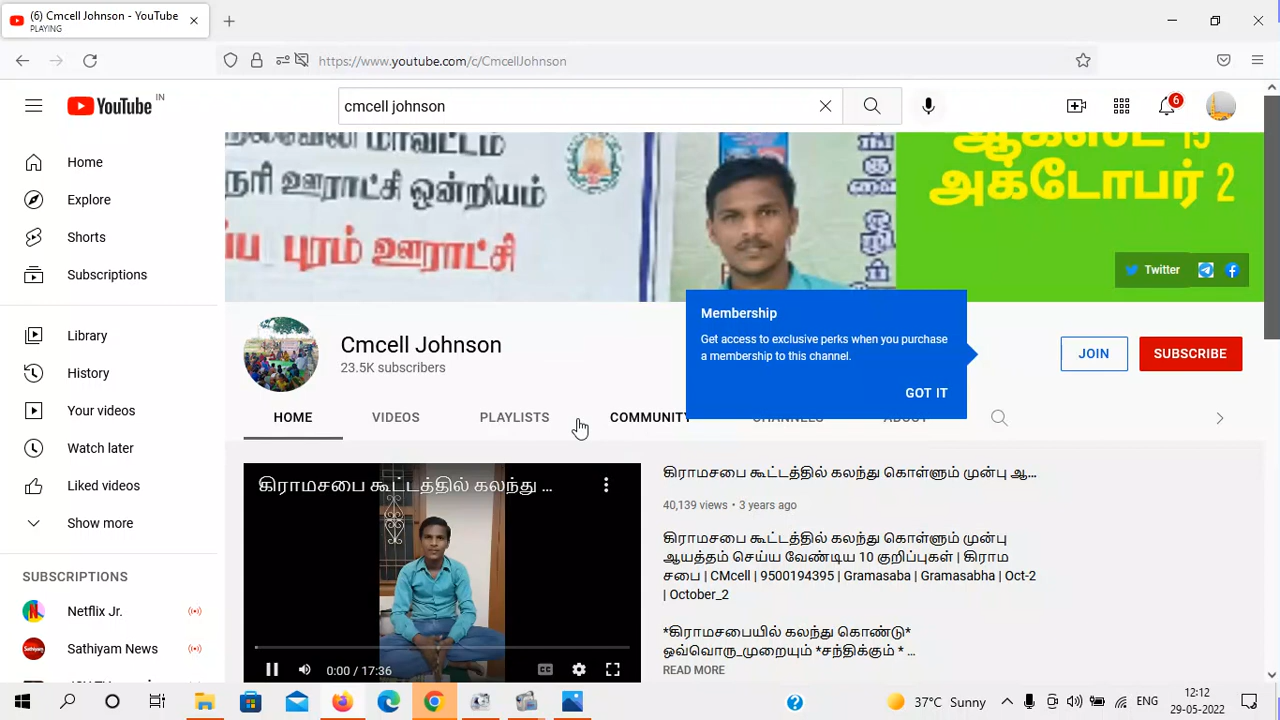 (6) Cmcell Johnson - YouTube
PLAYING
https://www.youtube.com/c/CmcellJohnson
YouTube IN
cmcell johnson
6
மாவட்டம்
ஊராட்சி ஒன்றியம்
புரம் ஊராட்சி
ஆகஸ்ட் 15
அக்டோபர் 2
Twitter
Home
Explore
Shorts
Subscriptions
Library
History
Your videos
Watch later
Liked videos
Show more
SUBSCRIPTIONS
Netflix Jr.
Sathiyam News
Cmcell Johnson
23.5K subscribers
Membership
Get access to exclusive perks when you purchase
a membership to this channel.
GOT IT
JOIN
SUBSCRIBE
HOME
VIDEOS
PLAYLISTS
COMMUNITY
CHANNELS
ABOUT
கிராமசபை கூட்டத்தில் கலந்து ...
0:00 / 17:36
கிராமசபை கூட்டத்தில் கலந்து கொள்ளும் முன்பு ஆ...
40,139 views • 3 years ago
கிராமசபை கூட்டத்தில் கலந்து கொள்ளும் முன்பு
ஆயத்தம் செய்ய வேண்டிய 10 குறிப்புகள் | கிராம
சபை | CMcell | 9500194395 | Gramasaba | Gramasabha | Oct-2
| October_2
*கிராமசபையில் கலந்து கொண்டு*
ஒவ்வொரு_முறையும் *சந்திக்கும் * ...
READ MORE
37°C Sunny
ENG
12:12
29-05-2022